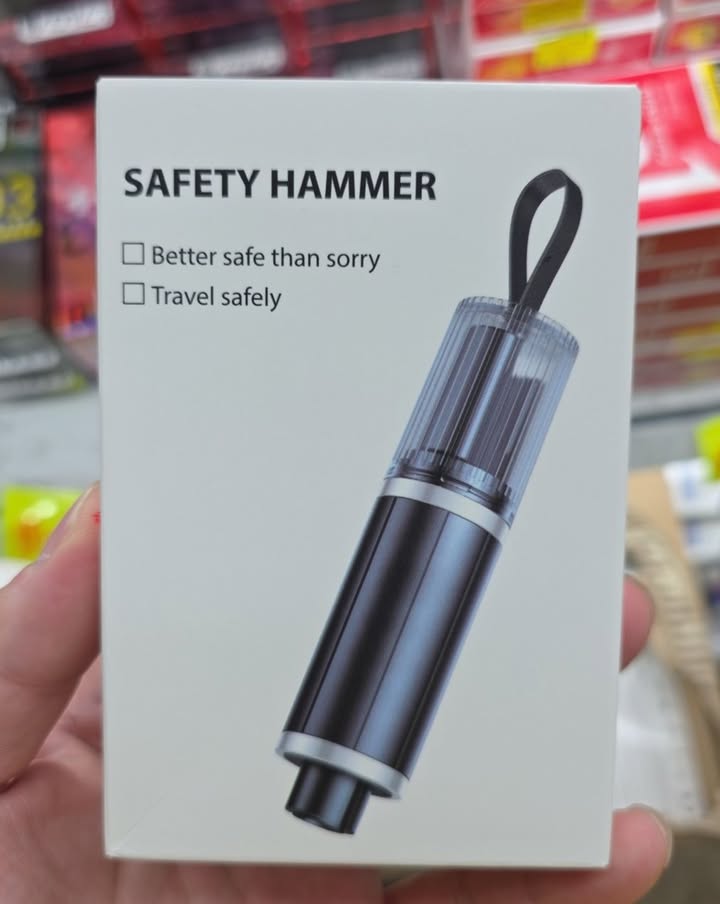 SAFETY HAMMER
☐ Better safe than sorry
☐ Travel safely